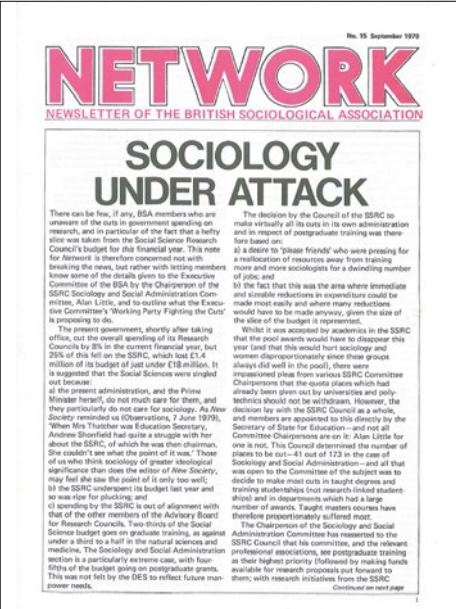 No. 15 September 1979
NETWORK
NEWSLETTER OF THE BRITISH SOCIOLOGICAL ASSOCIATION
SOCIOLOGY
UNDER ATTACK
There can be few, if any, BSA members who are
unaware of the cuts in government spending on
research, and in particular of the fact that a hefty
slice was taken from the Social Science Research
Council's budget for this financial year. This note
for Network is therefore concerned not with
breaking the news, but rather with letting members
know some of the details given to the Executive
Committee of the BSA by the Chairperson of the
SSRC Sociology and Social Administration Com-
mittee, Alan Little, and to outline what the Exec-
utive Committee's 'Working Party Fighting the Cuts'
is proposing to do.
The present government, shortly after taking
office, cut the overall spending of its Research
Councils by 8% in the current financial year, but
25% of this fell on the SSRC, which lost £1.4
million of its budget of just under £18 million. It
is suggested that the Social Sciences were singled
out because:
a) the present administration, and the Prime
Minister herself, do not much care for them, and
they particularly do not care for sociology. As New
Society reminded us (Observations, 7 June 1979),
'When Mrs Thatcher was Education Secretary,
Andrew Shonfield had quite a struggle with her
about the SSRC, of which he was then chairman.
She couldn't see what the point of it was.' Those
of us who think sociology of greater ideological
significance than does the editor of New Society,
may feel she saw the point of it only too well;
b) the SSRC underspent its budget last year and
so was ripe for plucking; and
c) spending by the SSRC is out of alignment with
that of the other members of the Advisory Board
for Research Councils. Two-thirds of the Social
Science budget goes on graduate training, as against
under a third to a half in the natural sciences and
medicine. The Sociology and Social Administration
section is a particularly extreme case, with four-
fifths of the budget going on postgraduate grants.
This was not felt by the DES to reflect future man-
power needs.
The decision by the Council of the SSRC to
make virtually all its cuts in its own administration
and in respect of postgraduate training was there-
fore based on:
a) a desire to 'please friends' who were pressing for
a reallocation of resources away from training
more and more sociologists for a dwindling number
of jobs; and
b) the fact that this was the area where immediate
and sizeable reductions in expenditure could be
made most easily and where many reductions
would have to be made anyway, given the size of
the slice of the budget it represented.
Whilst it was accepted by academics in the SSRC
that the pool awards would have to disappear this
year (and that this would hurt sociology and
women disproportionately since these groups
always did well in the pool), there were
impassioned pleas from various SSRC Committee
Chairpersons that the quota places which had
already been given out by universities and poly-
technics should not be withdrawn. However, the
decision lay with the SSRC Council as a whole,
and members are appointed to this directly by the
Secretary of State for Education—and not all
Committee Chairpersons are on it: Alan Little for
one is not. This Council determined the number of
places to be cut—41 out of 173 in the case of
Sociology and Social Administration—and all that
was open to the Committee of the subject was to
decide to make most cuts in taught degrees and
training studentships (not research-linked student-
ships) and in departments which had a large
number of awards. Taught masters courses have
therefore proportionately suffered most.
The Chairperson of the Sociology and Social
Administration Committee has reasserted to the
SSRC Council that his committee, and the relevant
professional associations, see postgraduate training
as their highest priority (followed by making funds
available for research proposals put forward to
them; with research initiatives from the SSRC
Continued on next page
1